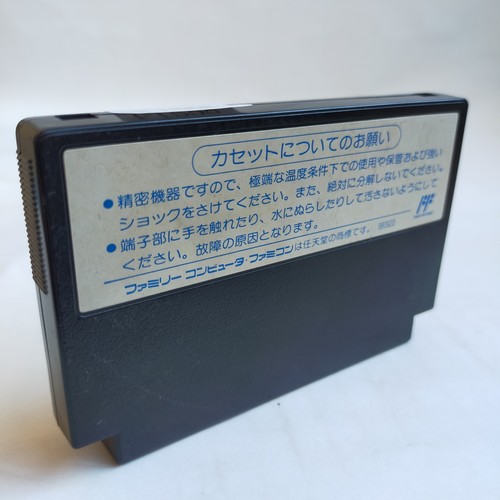 カセットについてのお願い
●精密機器ですので、極端な温度条件下での使用や保管および強い
ショックをさけてください。また、絶対に分解しないでください。
●端子部に手を触れたり、水にぬらしたりして汚さないようにして
ください。故障の原因となります。
ファミリーコンピュータ・ファミコンは任天堂の商標です。
FF